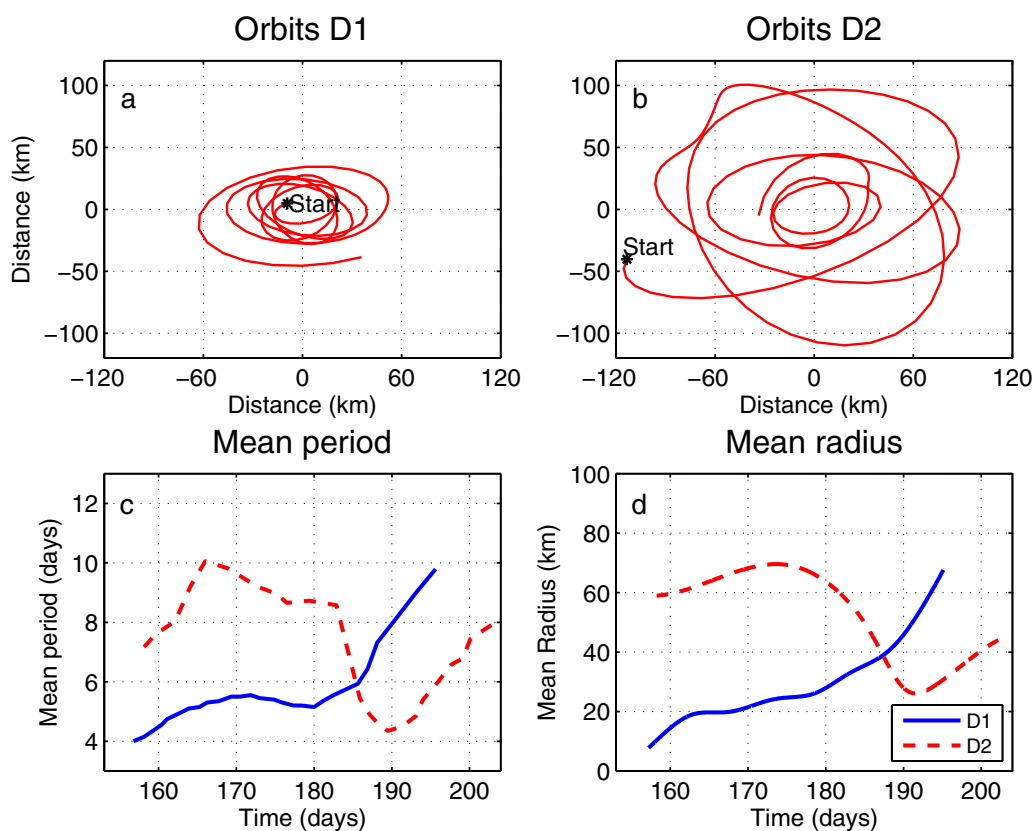 Orbits D1
Orbits D2
a
b
Distance (km)
100
50
0
−50
−100
100
50
0
−50
−100
Start
Start
−120
−60
0
60
120
−120
−60
0
60
120
Distance (km)
Distance (km)
Mean period
Mean radius
c
d
Mean period (days)
12
10
8
6
4
Mean Radius (km)
100
80
60
40
20
0
D1
D2
160
170
180
190
200
160
170
180
190
200
Time (days)
Time (days)